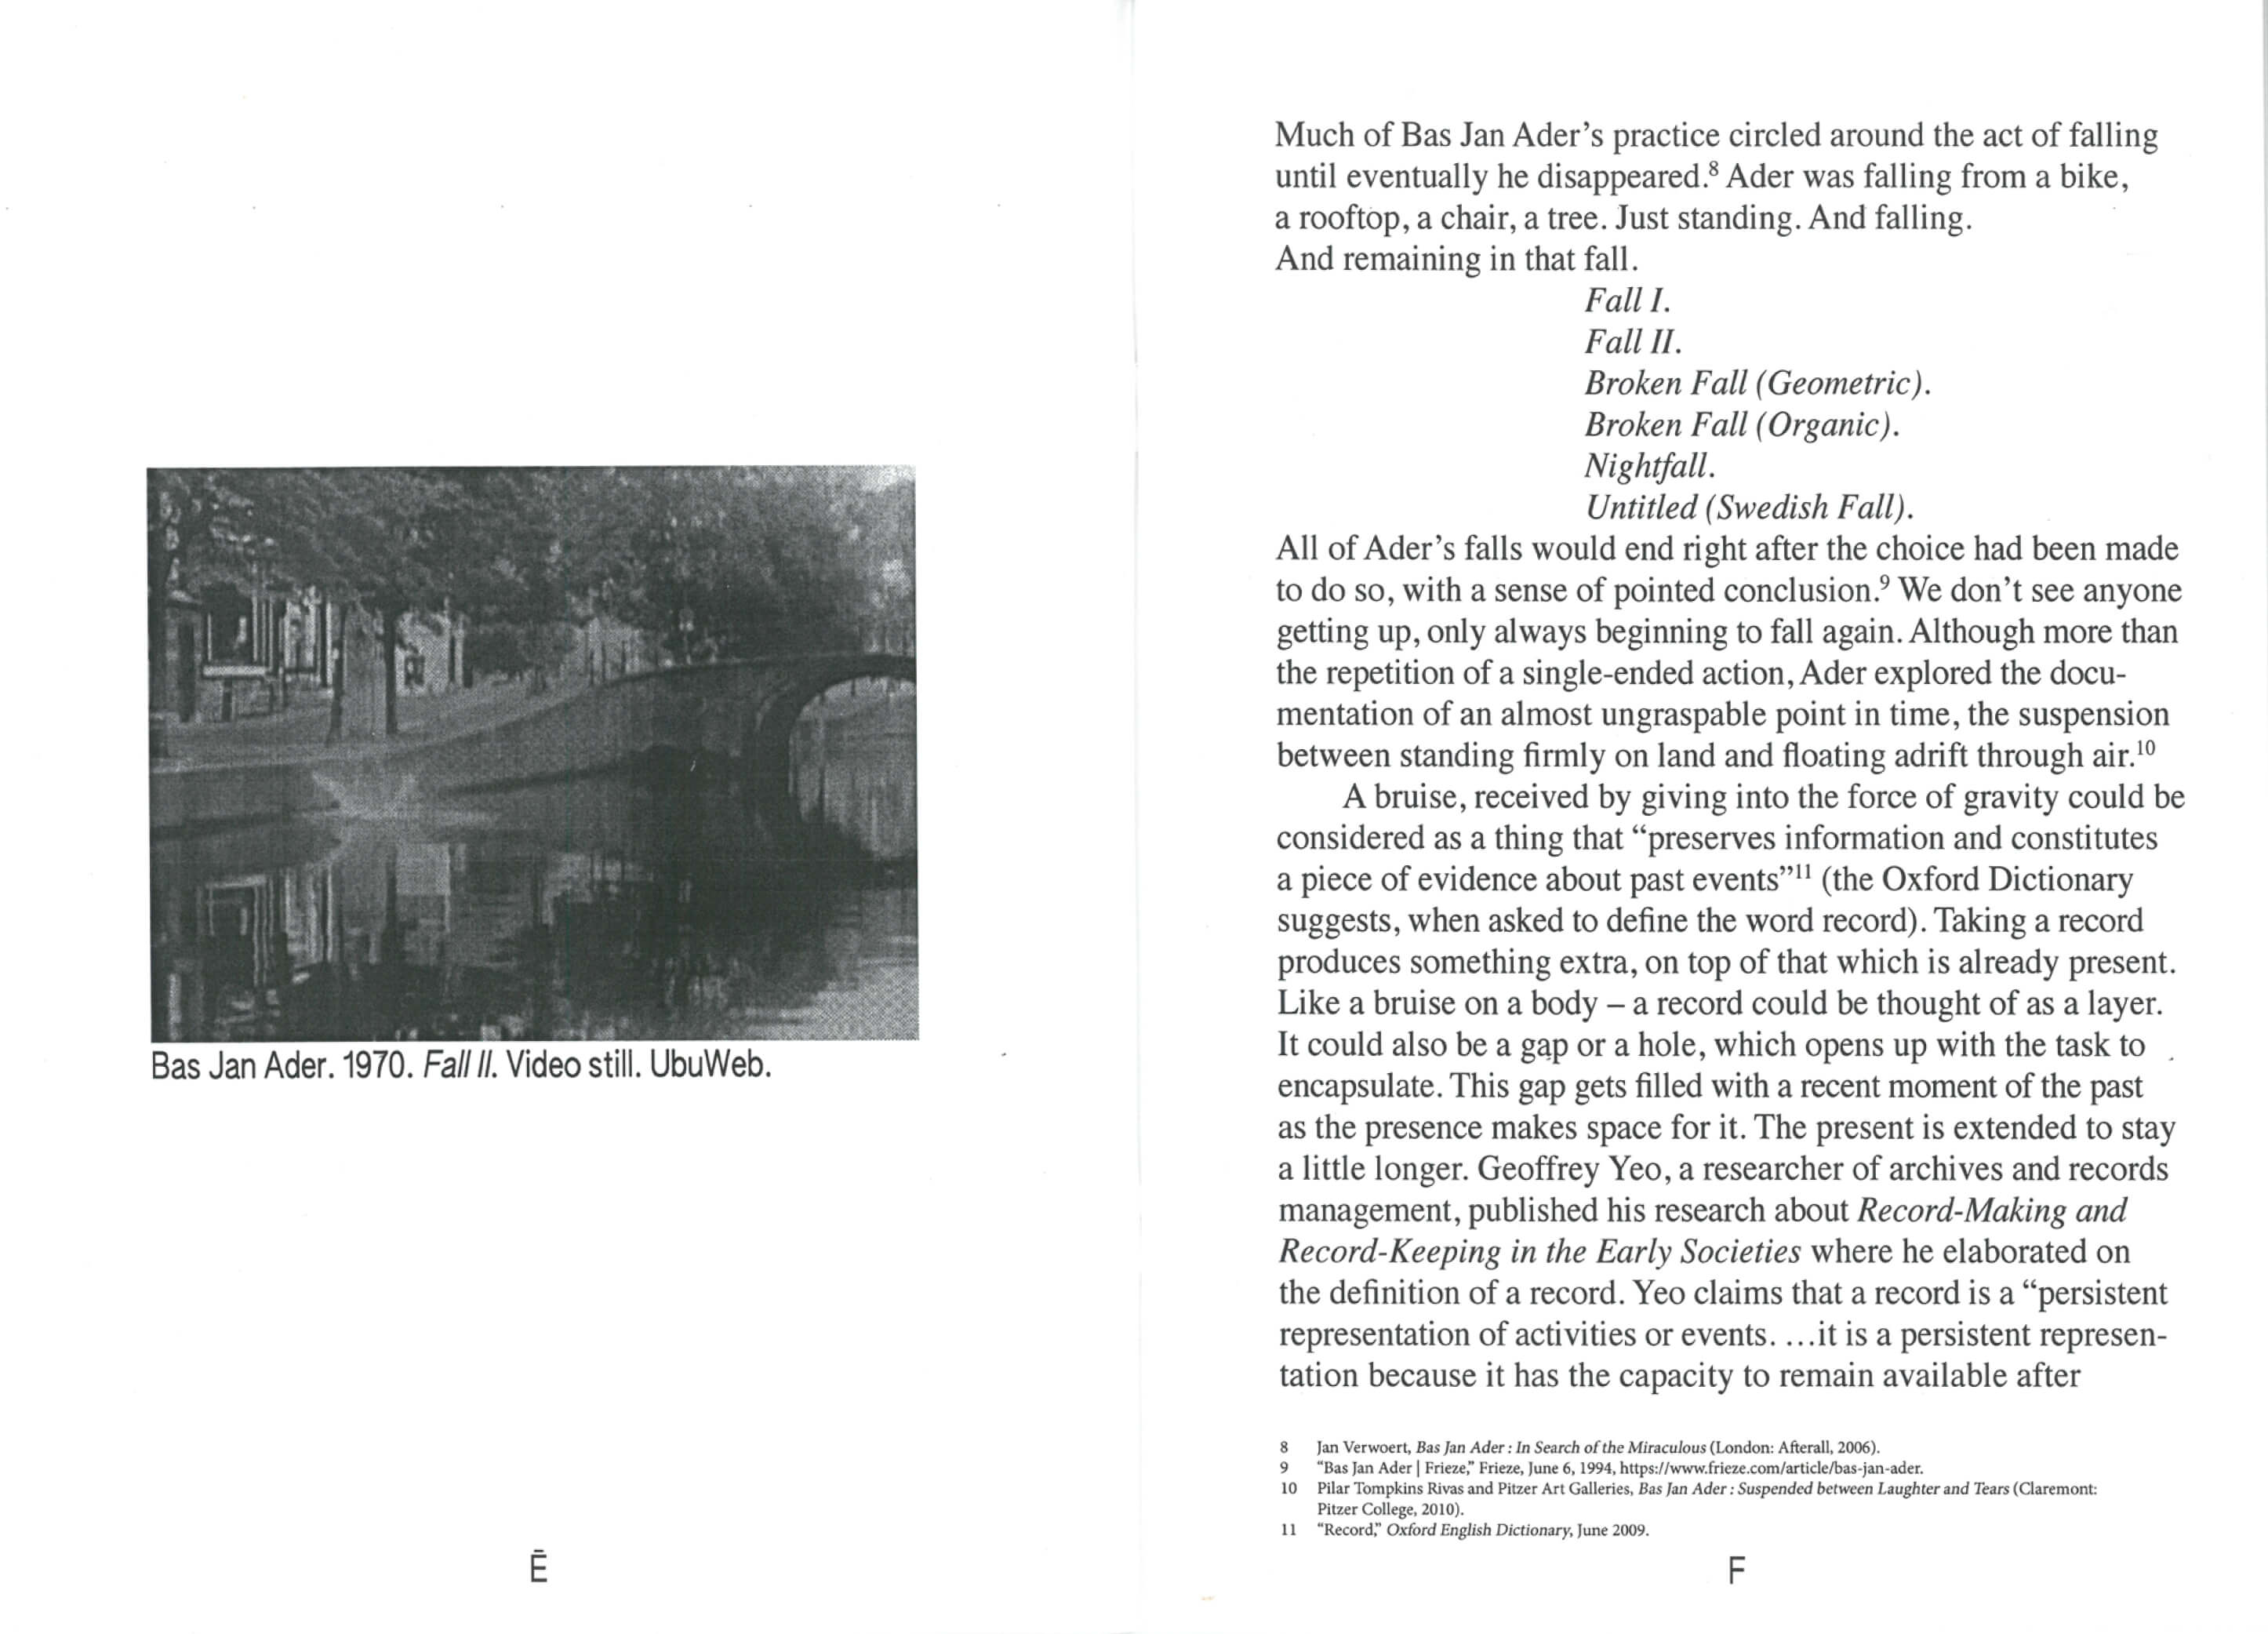 Bas Jan Ader. 1970. Fall II. Video still. UbuWeb.
Ē
Much of Bas Jan Ader’s practice circled around the act of falling
until eventually he disappeared.⁸ Ader was falling from a bike,
a rooftop, a chair, a tree. Just standing. And falling.
And remaining in that fall.
Fall I.
Fall II.
Broken Fall (Geometric).
Broken Fall (Organic).
Nightfall.
Untitled (Swedish Fall).
All of Ader’s falls would end right after the choice had been made
to do so, with a sense of pointed conclusion.⁹ We don’t see anyone
getting up, only always beginning to fall again. Although more than
the repetition of a single-ended action, Ader explored the docu-
mentation of an almost ungraspable point in time, the suspension
between standing firmly on land and floating adrift through air.¹⁰
A bruise, received by giving into the force of gravity could be
considered as a thing that “preserves information and constitutes
a piece of evidence about past events”¹¹ (the Oxford Dictionary
suggests, when asked to define the word record). Taking a record
produces something extra, on top of that which is already present.
Like a bruise on a body – a record could be thought of as a layer.
It could also be a gap or a hole, which opens up with the task to
encapsulate. This gap gets filled with a recent moment of the past
as the presence makes space for it. The present is extended to stay
a little longer. Geoffrey Yeo, a researcher of archives and records
management, published his research about Record-Making and
Record-Keeping in the Early Societies where he elaborated on
the definition of a record. Yeo claims that a record is a “persistent
representation of activities or events. …it is a persistent represen-
tation because it has the capacity to remain available after
8 Jan Verwoert, Bas Jan Ader : In Search of the Miraculous (London: Afterall, 2006).
9 “Bas Jan Ader | Frieze,” Frieze, June 6, 1994, https://www.frieze.com/article/bas-jan-ader.
10 Pilar Tompkins Rivas and Pitzer Art Galleries, Bas Jan Ader : Suspended between Laughter and Tears (Claremont:
Pitzer College, 2010).
11 “Record,” Oxford English Dictionary, June 2009.
F